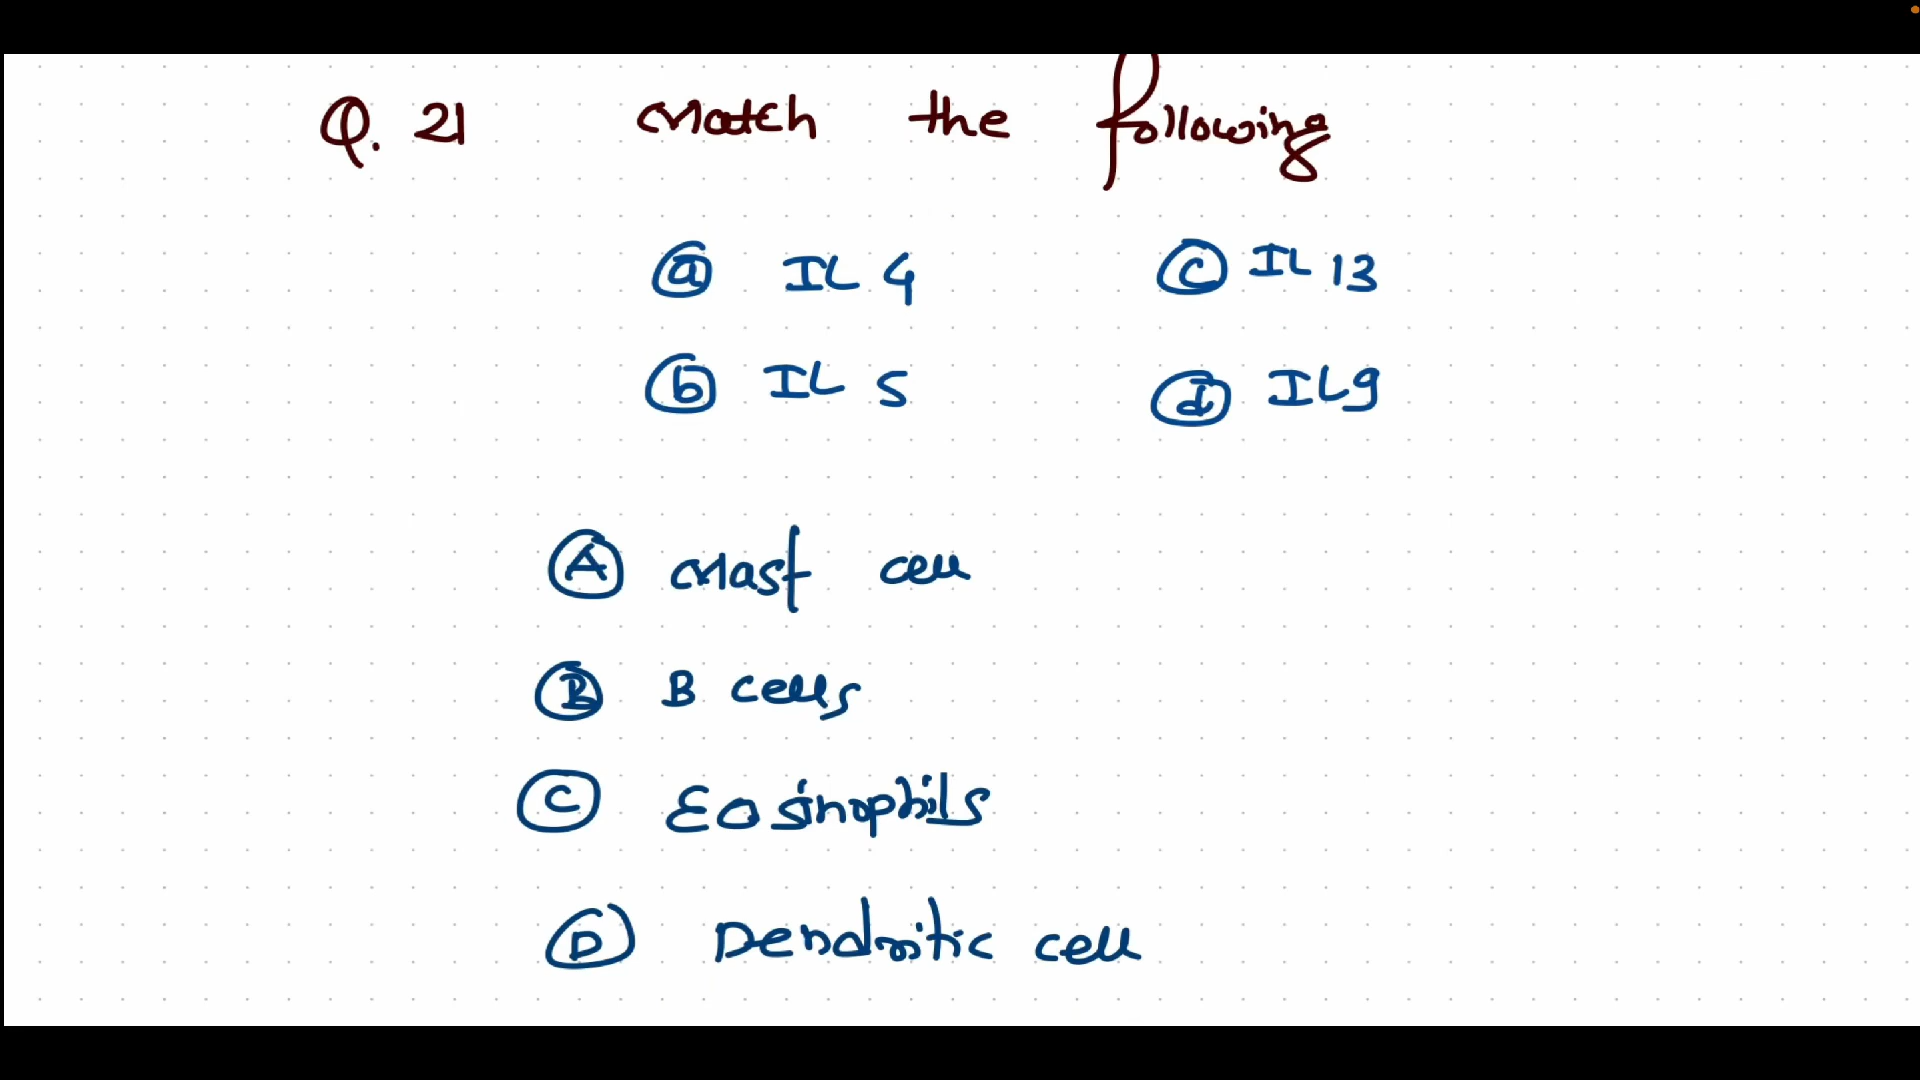 Q. 21 Match the following
a IL 4 c IL 13
b IL 5 d IL9
A Mast cell
B B cells
C Eosinophils
D Dendritic cell